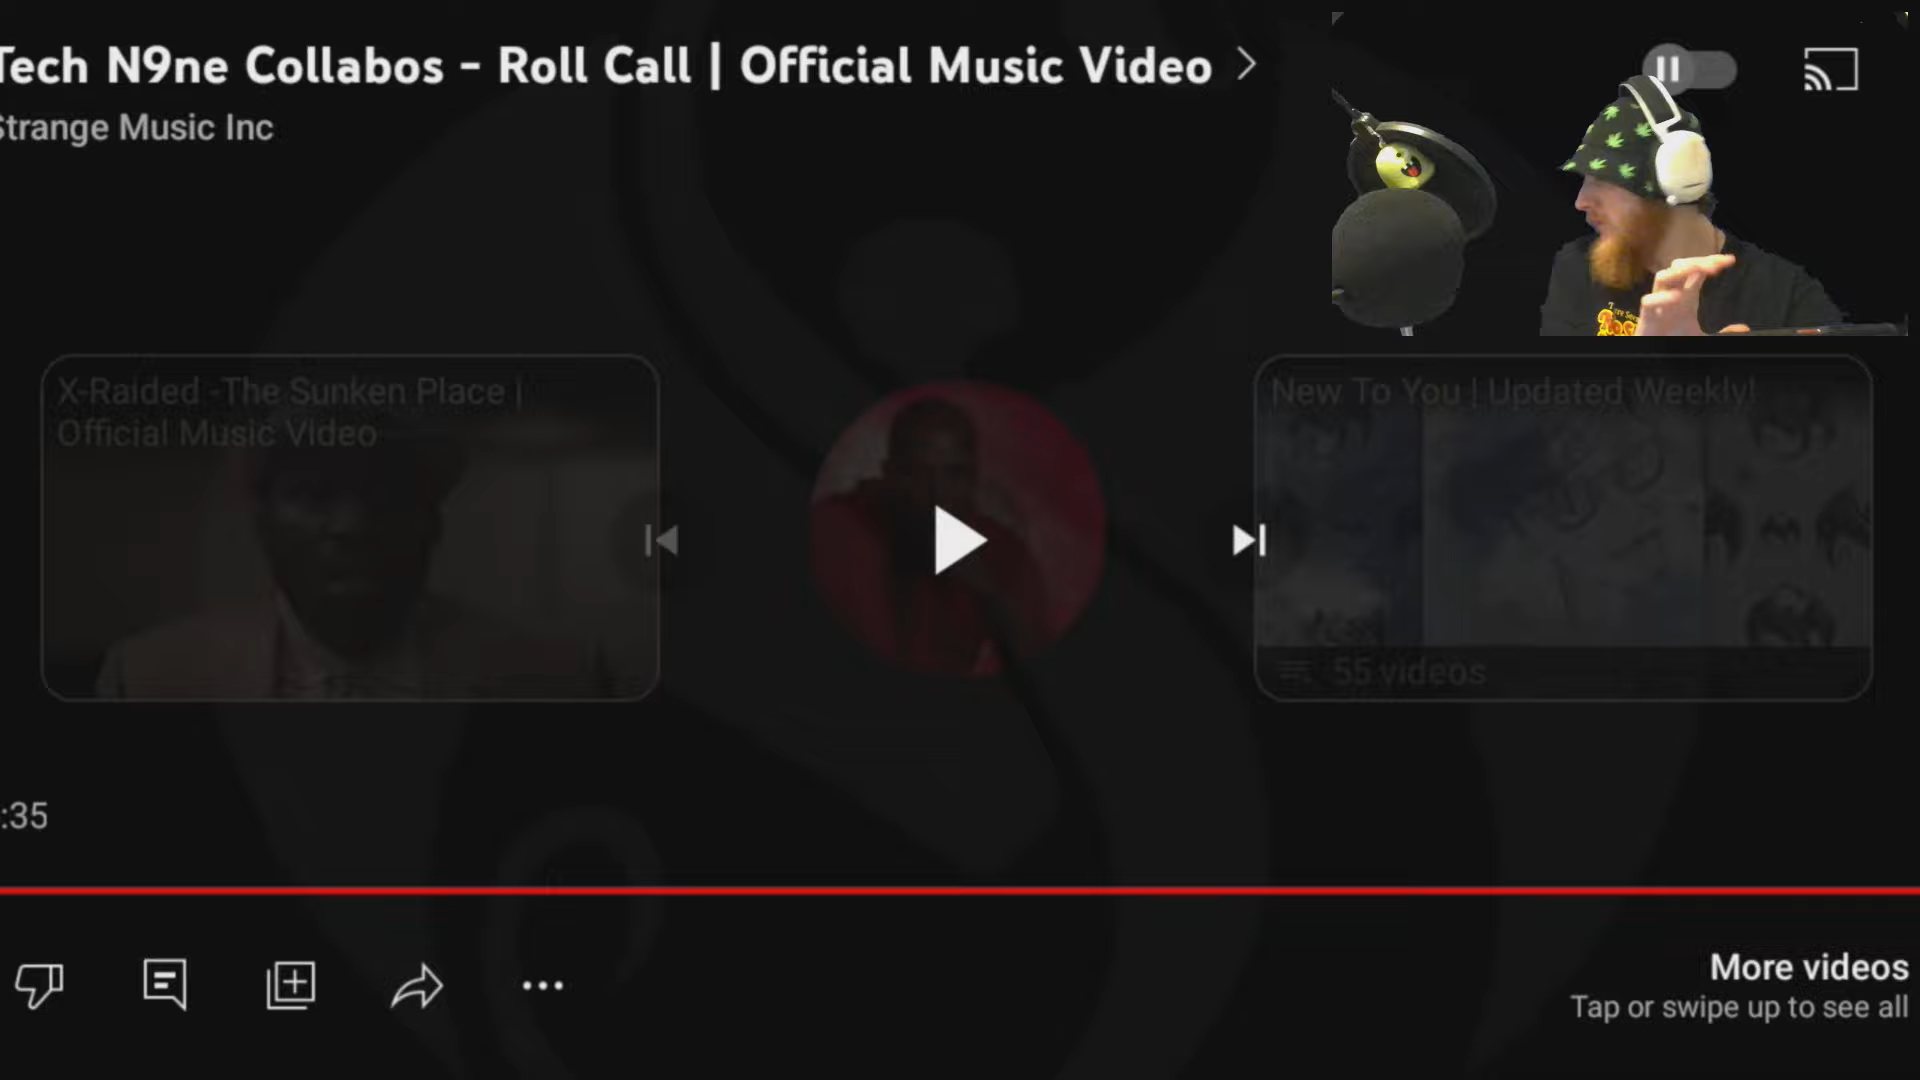 Tech N9ne Collabos - Roll Call | Official Music Video
Strange Music Inc
X-Raided -The Sunken Place |
Official Music Video
New To You | Updated Weekly!
55 videos
:35
More videos
Tap or swipe up to see all